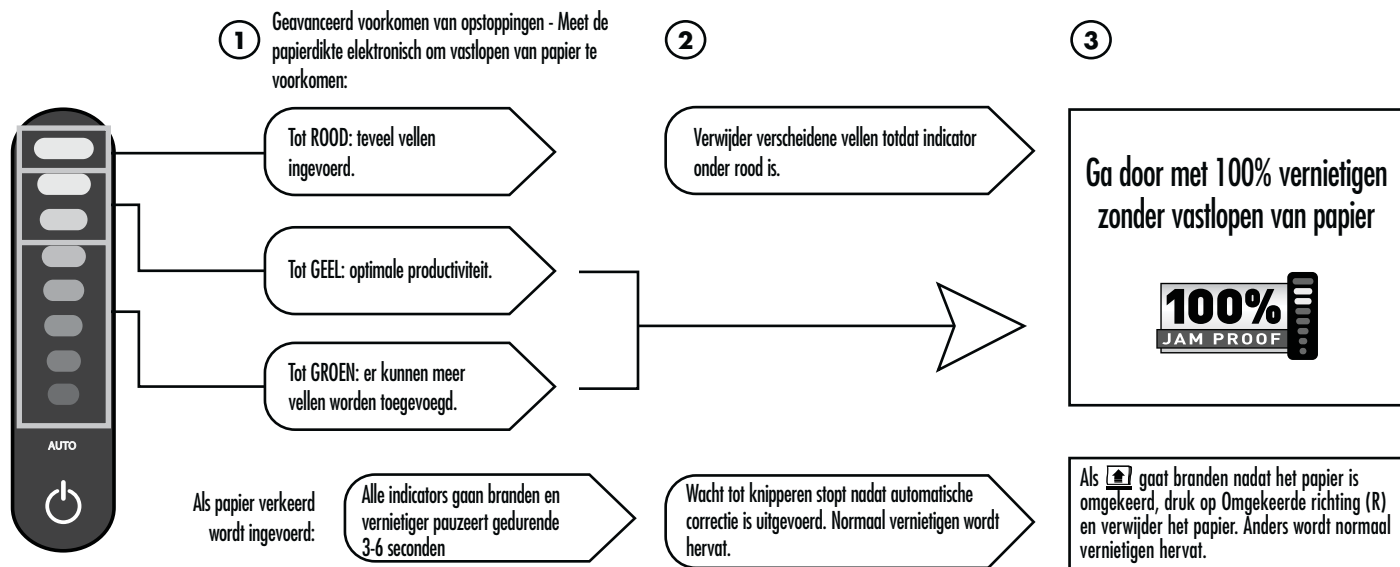 1
Geavanceerd voorkomen van opstoppingen - Meet de
papierdikte elektronisch om vastlopen van papier te
voorkomen:
2
3
Tot ROOD: teveel vellen
ingevoerd.
Verwijder verscheidene vellen totdat indicator
onder rood is.
Ga door met 100% vernietigen
zonder vastlopen van papier
Tot GEEL: optimale productiviteit.
100%
JAM PROOF
Tot GROEN: er kunnen meer
vellen worden toegevoegd.
AUTO
Als papier verkeerd
wordt ingevoerd:
Alle indicators gaan branden en
vernietiger pauzeert gedurende
3-6 seconden
Wacht tot knipperen stopt nadat automatische
correctie is uitgevoerd. Normaal vernietigen wordt
hervat.
Als gaat branden nadat het papier is
omgekeerd, druk op Omgekeerde richting (R)
en verwijder het papier. Anders wordt normaal
vernietigen hervat.